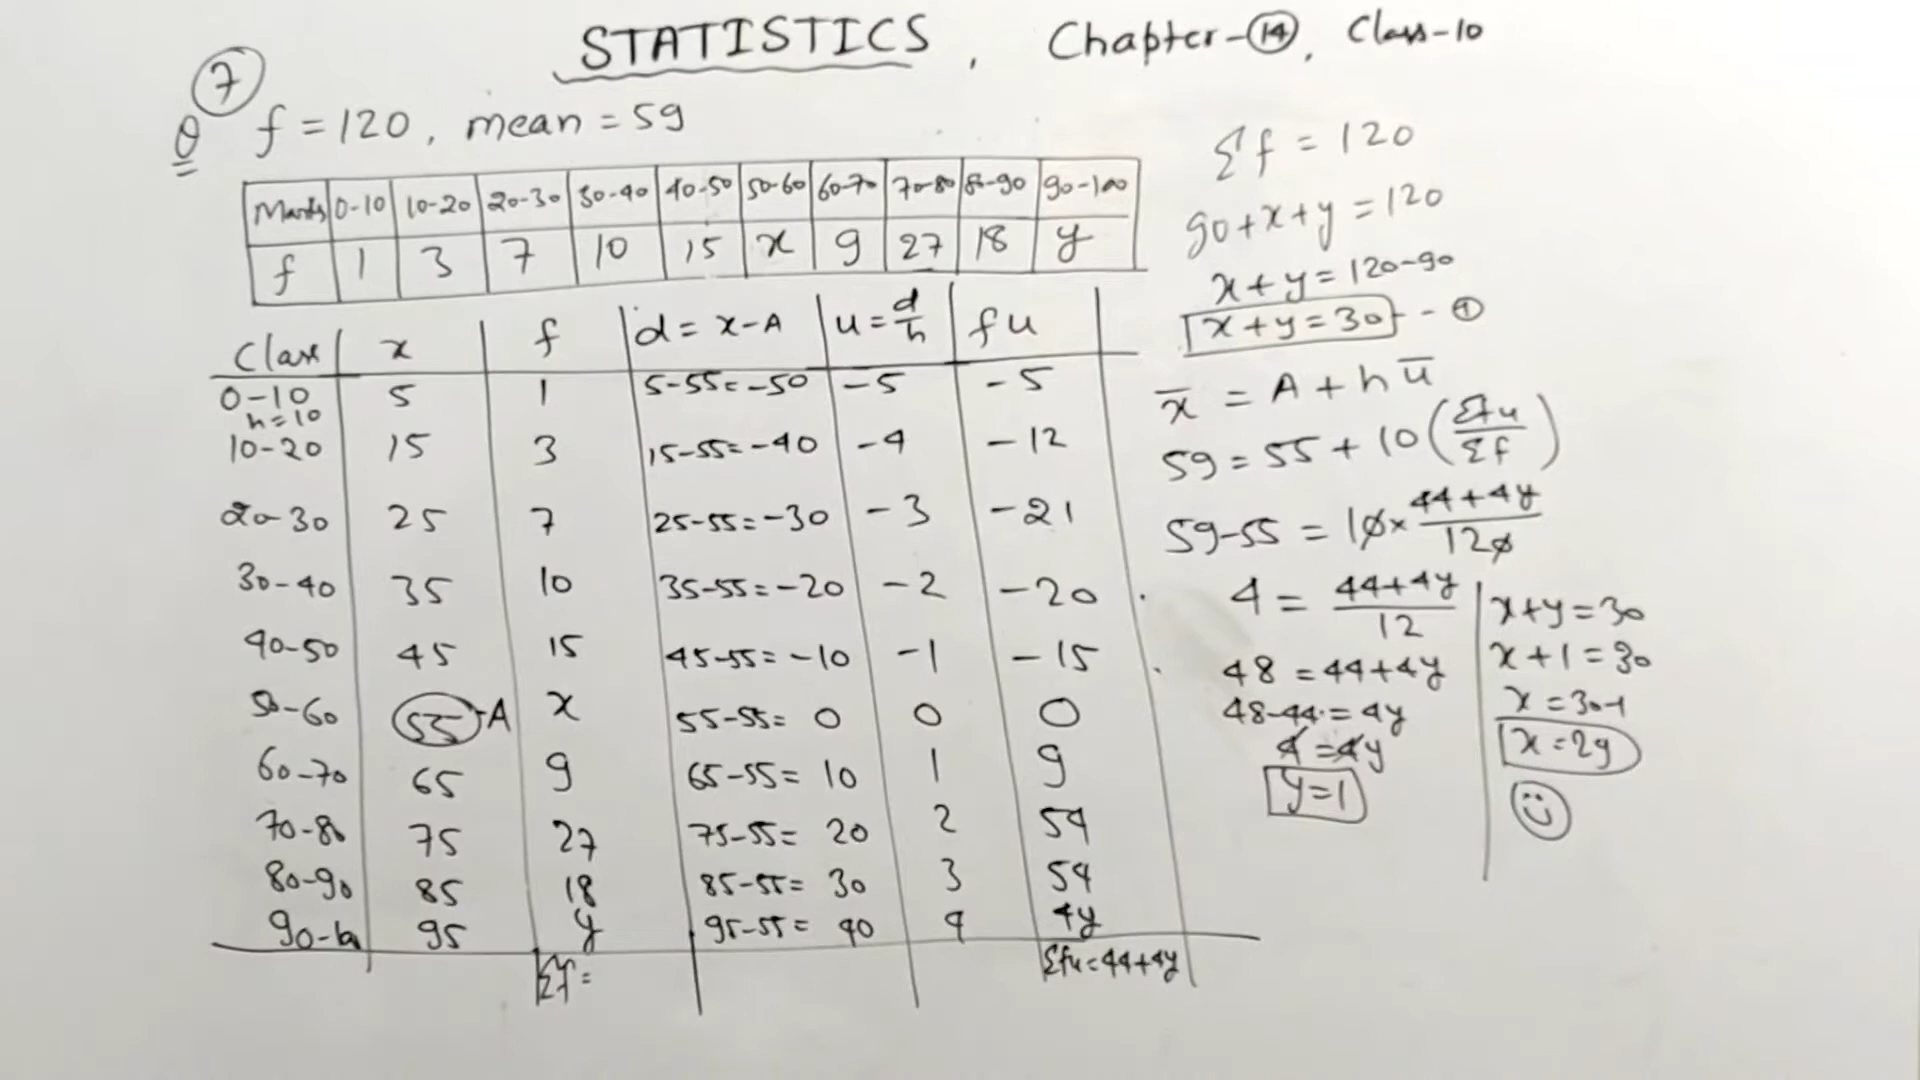 STATISTICS , Chapter-14, Class-10
7
Q f = 120, mean = 59
Marks 0-10 10-20 20-30 30-40 40-50 50-60 60-70 70-80 80-90 90-100
f 1 3 7 10 15 x 9 27 18 y
Class x f d = x-A u = d/h fu
0-10 5 1 5-55=-50 -5 -5
h=10
10-20 15 3 15-55=-40 -4 -12
20-30 25 7 25-55=-30 -3 -21
30-40 35 10 35-55=-20 -2 -20
40-50 45 15 45-55=-10 -1 -15
50-60 55-A x 55-55= 0 0 0
60-70 65 9 65-55= 10 1 9
70-80 75 27 75-55= 20 2 54
80-90 85 18 85-55= 30 3 54
90-100 95 y 95-55= 40 4 4y
Σf= Σfu=44+4y
Σf = 120
90+x+y=120
x+y=120-90
x+y=30 -- ①
x̄ = A + h ū
59=55+10(Σfu/Σf)
59-55 = 10×44+4y/120
4 = 44+4y/12
48 = 44+4y
48-44=4y
4=4y
y=1
x+y=30
x+1=30
x=30-1
x=29